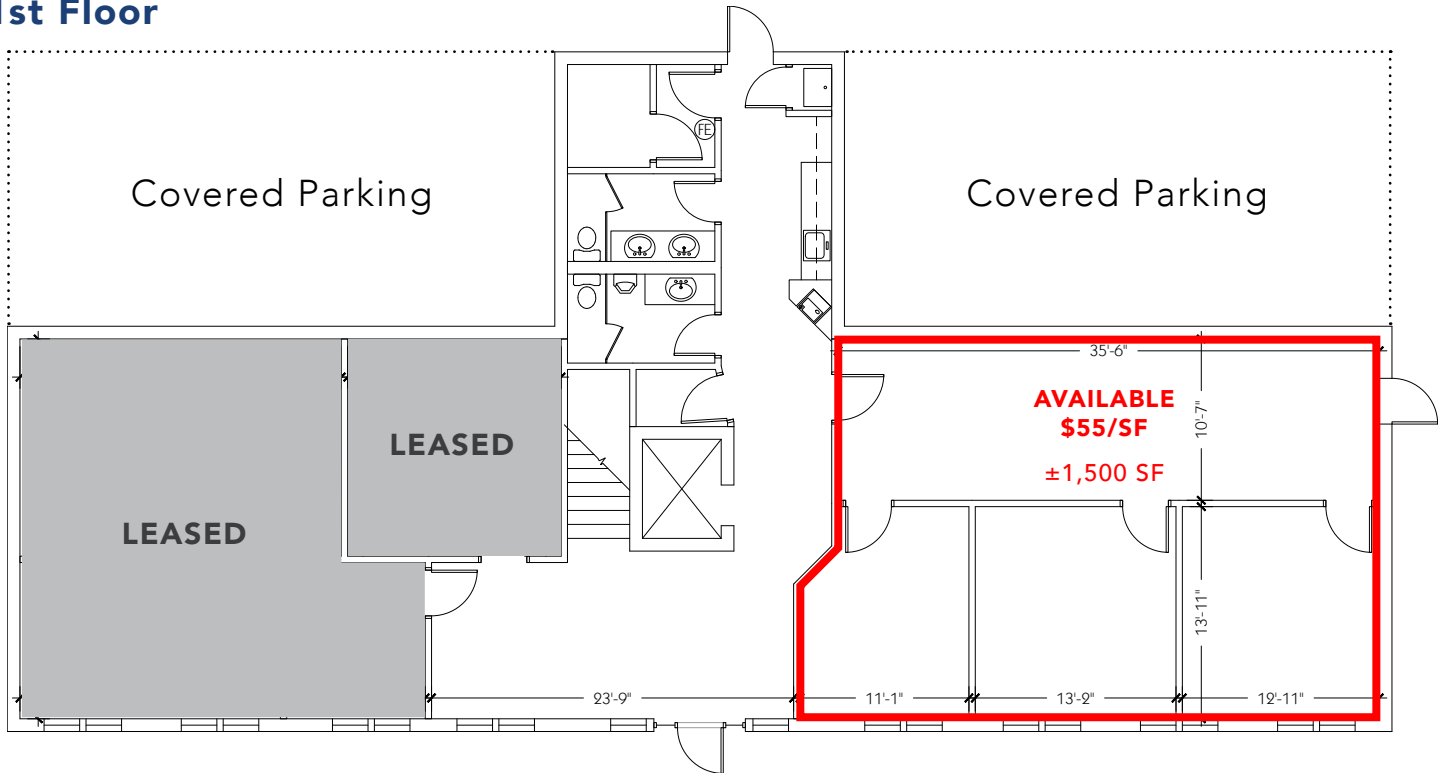 1st Floor
Covered Parking
FE
Covered Parking
35'-6"
AVAILABLE
$55/SF
±1,500 SF
10'-7"
LEASED
LEASED
13'-11"
23'-9"
11'-1"
13'-2"
12'-11"